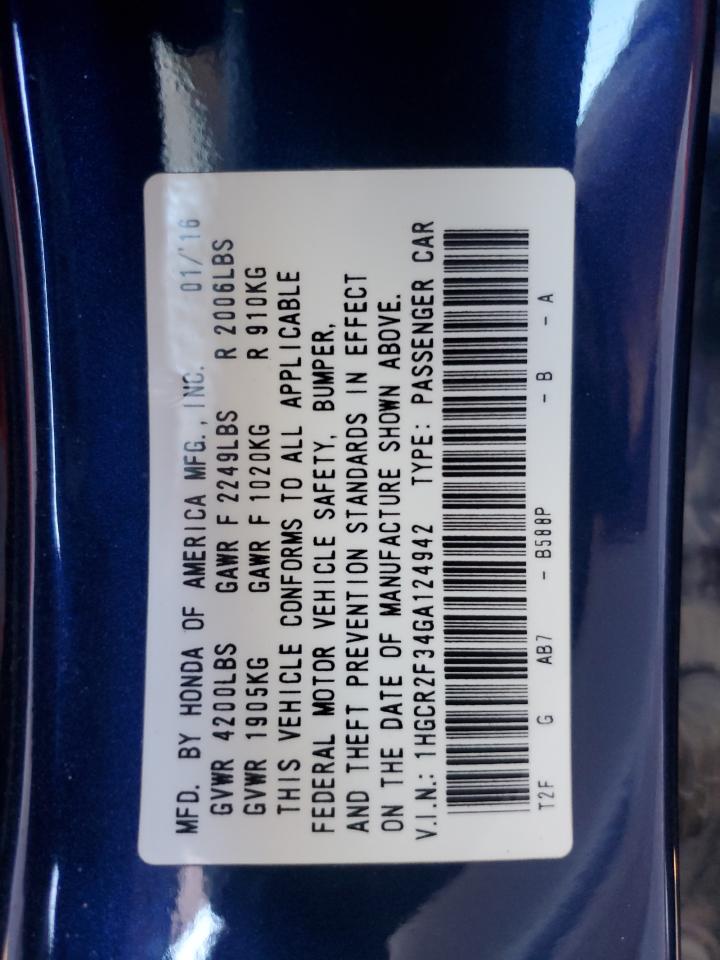 MFD. BY HONDA OF AMERICA MFG., INC. 01/'16
GVWR 4200LBS GAWR F 2249LBS R 2006LBS
GVWR 1905KG GAWR F 1020KG R 910KG
THIS VEHICLE CONFORMS TO ALL APPLICABLE
FEDERAL MOTOR VEHICLE SAFETY, BUMPER,
AND THEFT PREVENTION STANDARDS IN EFFECT
ON THE DATE OF MANUFACTURE SHOWN ABOVE.
V.I.N.: 1HGCR2F34GA124942 TYPE: PASSENGER CAR
T2F G AB7 - B588P - B - A